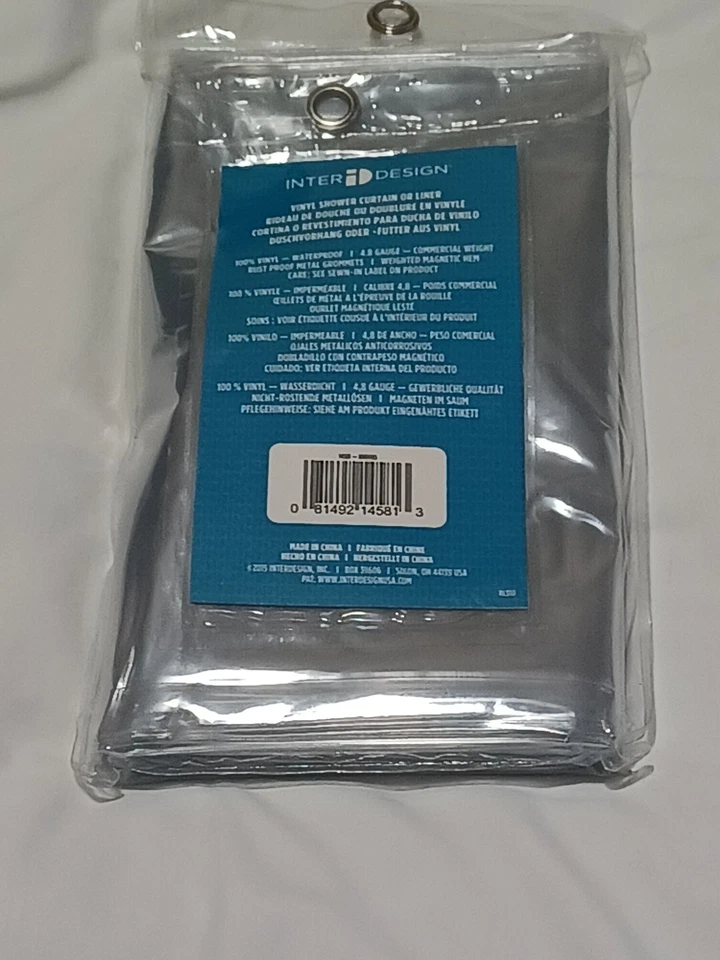 INTER DESIGN
VINYL SHOWER CURTAIN OR LINER
RIDEAU DE DOUCHE OU DOUBLURE EN VINYLE
CORTINA O REVESTIMIENTO PARA DUCHA DE VINILO
DUSCHVORHANG ODER -FUTTER AUS VINYL
100% VINYL — WATERPROOF | 4.8 GAUGE — COMMERCIAL WEIGHT
RUST PROOF METAL GROMMETS | WEIGHTED MAGNETIC HEM
CARE: SEE SEWN-IN LABEL ON PRODUCT
100 % VINYLE — IMPERMÉABLE | CALIBRE 4,8 — POIDS COMMERCIAL
ŒILLETS DE MÉTAL À L'ÉPREUVE DE LA ROUILLE
OURLET MAGNÉTIQUE LESTÉ
SOINS : VOIR ÉTIQUETTE COUSUE À L'INTÉRIEUR DU PRODUIT
100% VINILO — IMPERMEABLE | 4,8 DE ANCHO — PESO COMERCIAL
OJALES METÁLICOS ANTICORROSIVOS
DOBLADILLO CON CONTRAPESO MAGNÉTICO
CUIDADO: VER ETIQUETA INTERNA DEL PRODUCTO
100 % VINYL — WASSERDICHT | 4,8 GAUGE — GEWERBLICHE QUALITÄT
NICHT-ROSTENDE METALLÖSEN | MAGNETEN IM SAUM
PFLEGEHINWEISE: SIEHE AM PRODUKT EINGENÄHTES ETIKETT
0 81492 14581 3
MADE IN CHINA | FABRIQUÉ EN CHINE
HECHO EN CHINA | HERGESTELLT IN CHINA
©2015 INTERDESIGN, INC. | BOX 39606 | SOLON, OH 44139 USA
PAT. WWW.INTERDESIGNUSA.COM